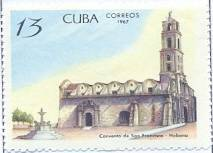 13 CUBA CORREOS
1967
Convento de San Francisco - Habana